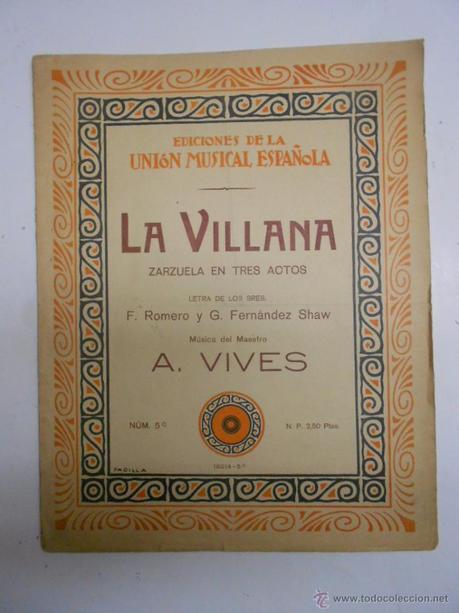 EDICIONES DE LA
UNIÓN MUSICAL ESPAÑOLA
LA VILLANA
ZARZUELA EN TRES ACTOS
LETRA DE LOS SRES.
F. Romero y G. Fernández Shaw
Música del Maestro
A. VIVES
NÚM. 5º
N. P. 2,50 Ptas.
PADILLA
© www.todocoleccion.net